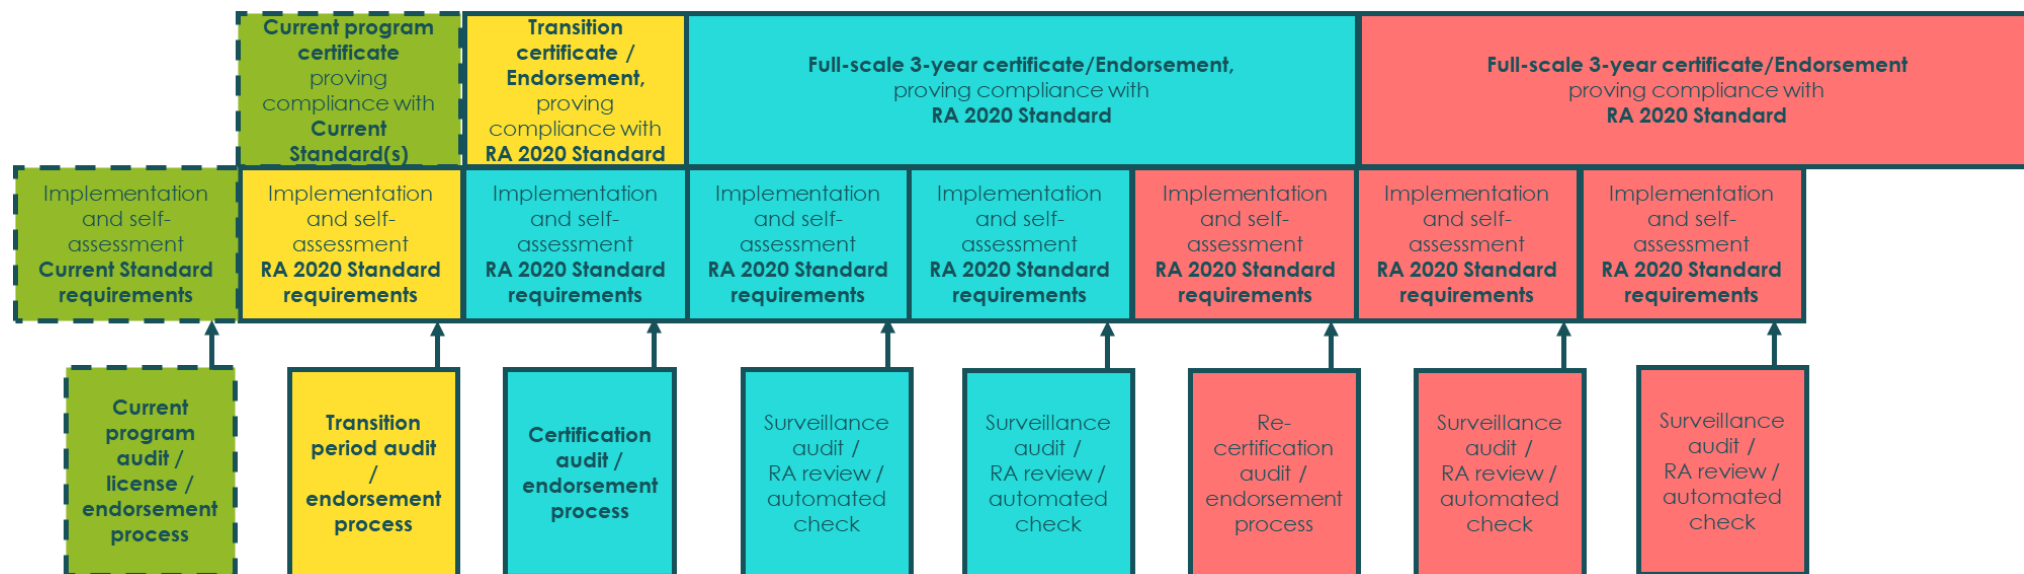 Current program
certificate
proving
compliance with
Current
Standard(s)
Transition
certificate /
Endorsement,
proving
compliance with
RA 2020 Standard
Full-scale 3-year certificate/Endorsement,
proving compliance with
RA 2020 Standard
Full-scale 3-year certificate/Endorsement
proving compliance with
RA 2020 Standard
Implementation
and self-
assessment
Current Standard
requirements
Implementation
and self-
assessment
RA 2020 Standard
requirements
Implementation
and self-
assessment
RA 2020 Standard
requirements
Implementation
and self-
assessment
RA 2020 Standard
requirements
Implementation
and self-
assessment
RA 2020 Standard
requirements
Implementation
and self-
assessment
RA 2020 Standard
requirements
Implementation
and self-
assessment
RA 2020 Standard
requirements
Implementation
and self-
assessment
RA 2020 Standard
requirements
Current
program
audit /
license /
endorsement
process
Transition
period audit
/
endorsement
process
Certification
audit /
endorsement
process
Surveillance
audit /
RA review /
automated
check
Surveillance
audit /
RA review /
automated
check
Re-
certification
audit /
endorsement
process
Surveillance
audit /
RA review /
automated
check
Surveillance
audit /
RA review /
automated
check